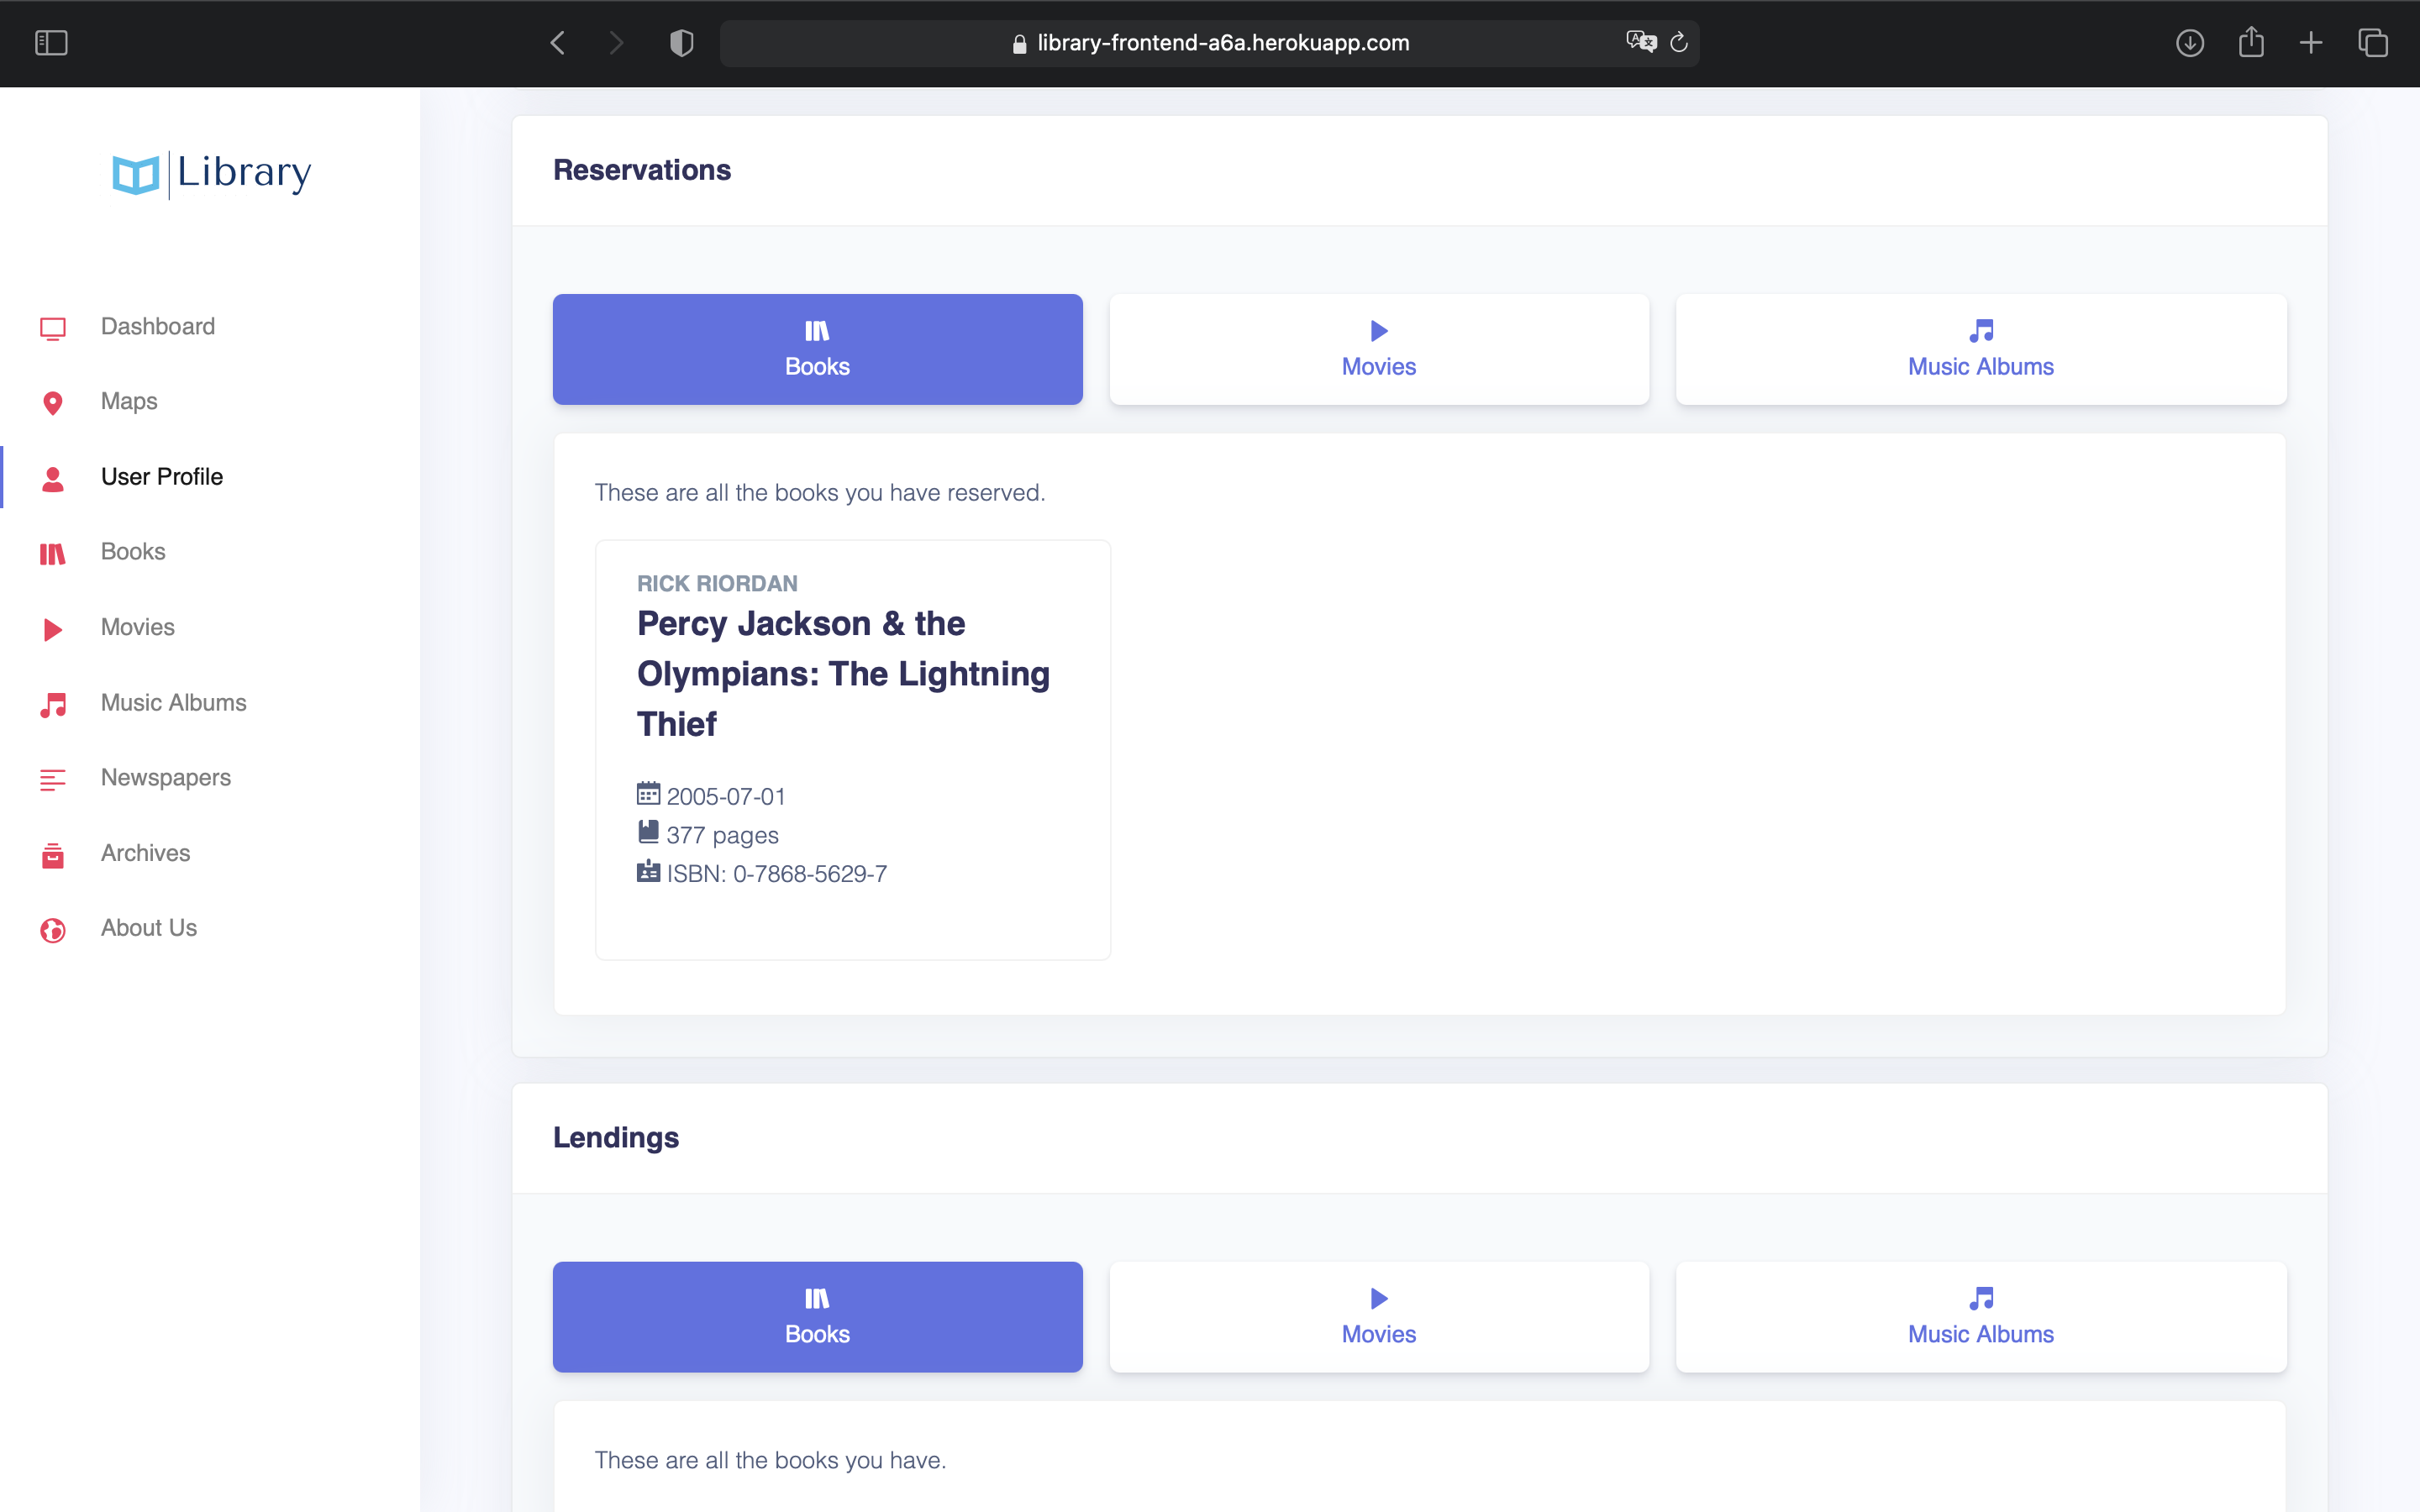 library-frontend-a6a.herokuapp.com
Library
Dashboard
Maps
User Profile
Books
Movies
Music Albums
Newspapers
Archives
About Us
Reservations
Books
Movies
Music Albums
These are all the books you have reserved.
RICK RIORDAN
Percy Jackson & the
Olympians: The Lightning
Thief
2005-07-01
377 pages
ISBN: 0-7868-5629-7
Lendings
Books
Movies
Music Albums
These are all the books you have.